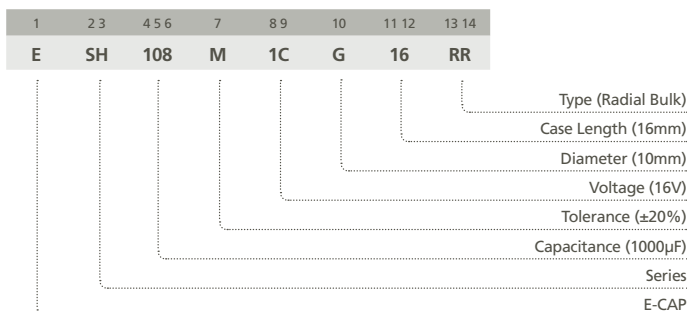 1 2 3 4 5 6 7 8 9 10 11 12 13 14
E SH 108 M 1C G 16 RR
Type (Radial Bulk)
Case Length (16mm)
Diameter (10mm)
Voltage (16V)
Tolerance (±20%)
Capacitance (1000µF)
Series
E-CAP